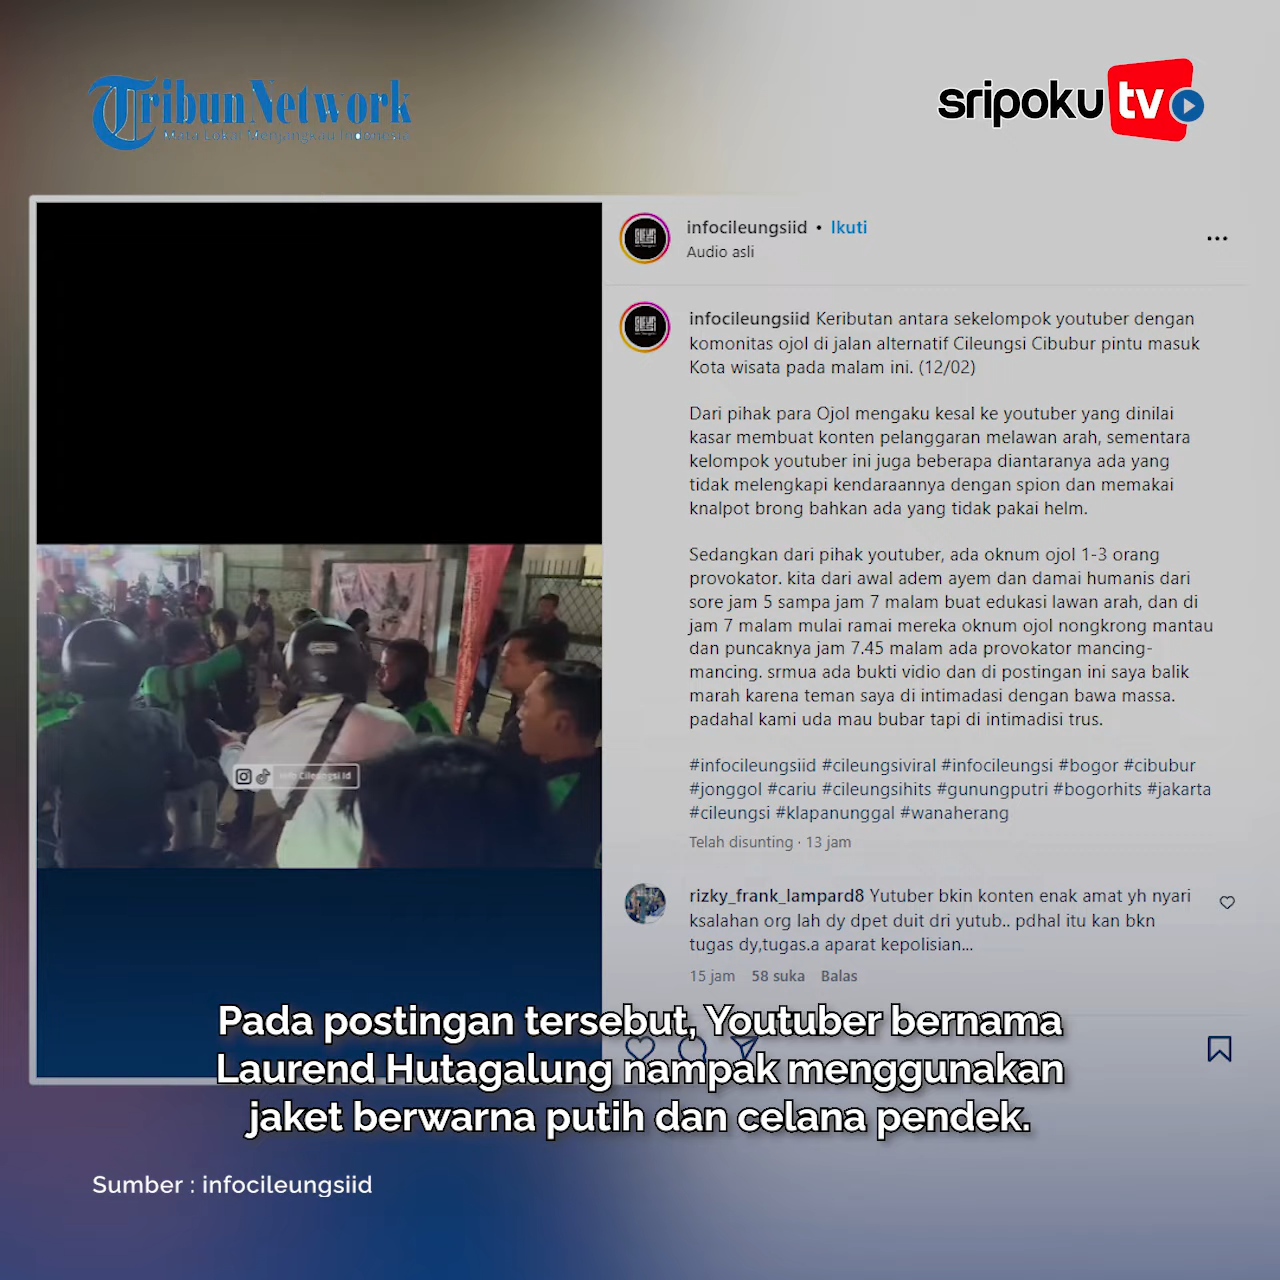 Tribun Network
Mata Lokal Menjangkau Indonesia
sripoku tv
infocileungsiid • Ikuti
Audio asli
infocileungsiid Keributan antara sekelompok youtuber dengan
komonitas ojol di jalan alternatif Cileungsi Cibubur pintu masuk
Kota wisata pada malam ini. (12/02)
Dari pihak para Ojol mengaku kesal ke youtuber yang dinilai
kasar membuat konten pelanggaran melawan arah, sementara
kelompok youtuber ini juga beberapa diantaranya ada yang
tidak melengkapi kendaraannya dengan spion dan memakai
knalpot brong bahkan ada yang tidak pakai helm.
Sedangkan dari pihak youtuber, ada oknum ojol 1-3 orang
provokator. kita dari awal adem ayem dan damai humanis dari
sore jam 5 sampa jam 7 malam buat edukasi lawan arah, dan di
jam 7 malam mulai ramai mereka oknum ojol nongkrong mantau
dan puncaknya jam 7.45 malam ada provokator mancing-
mancing. srmua ada bukti vidio dan di postingan ini saya balik
marah karena teman saya di intimadasi dengan bawa massa.
padahal kami uda mau bubar tapi di intimadisi trus.
#infocileungsiid #cileungsiviral #infocileungsi #bogor #cibubur
#jonggol #cariu #cileungsihits #gunungputri #bogorhits #jakarta
#cileungsi #klapanunggal #wanaherang
Telah disunting · 13 jam
rizky_frank_lampard8 Yutuber bkin konten enak amat yh nyari
ksalahan org lah dy dpet duit dri yutub.. pdhal itu kan bkn
tugas dy,tugas.a aparat kepolisian...
15 jam 58 suka Balas
Info Cileungsi Id
Pada postingan tersebut, Youtuber bernama
Laurend Hutagalung nampak menggunakan
jaket berwarna putih dan celana pendek.
Sumber : infocileungsiid